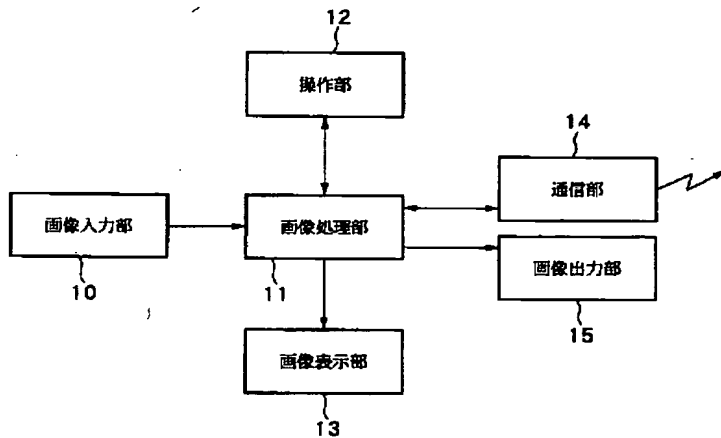 12
操作部
14
通信部
画像入力部
画像処理部
10
11
画像出力部
15
画像表示部
13